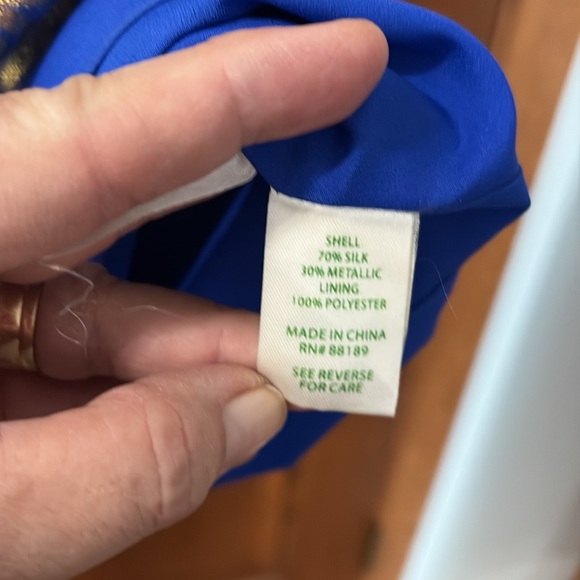 SHELL
70% SILK
30% METALLIC
LINING
100% POLYESTER
MADE IN CHINA
RN# 88189
SEE REVERSE
FOR CARE